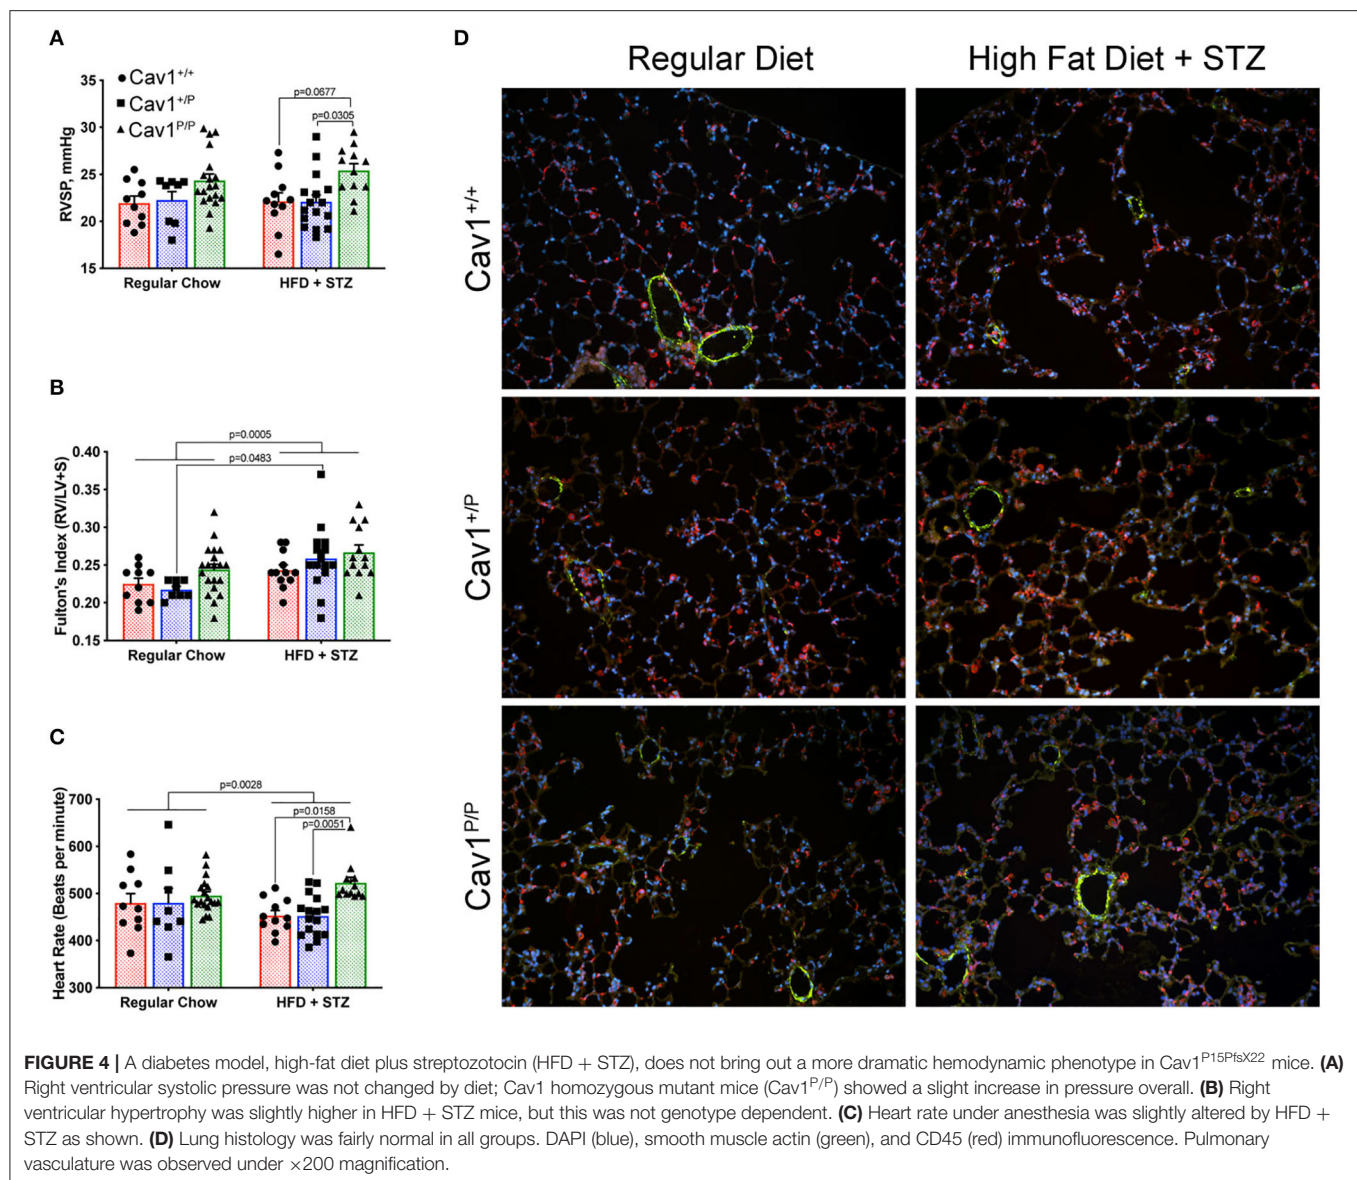 A
Cav1+/+
Cav1+/P
Cav1P/P
35
30
25
20
15
RVSP, mmHg
p=0.0677
p=0.0305
Regular Chow
HFD + STZ
B
Fulton's Index (RV/LV+S)
0.40
0.35
0.30
0.25
0.20
0.15
p=0.0005
p=0.0483
Regular Chow
HFD + STZ
C
Heart Rate (Beats per minute)
700
600
500
400
300
p=0.0028
p=0.0158
p=0.0051
Regular Chow
HFD + STZ
D
Regular Diet
High Fat Diet + STZ
Cav1+/+
Cav1+/P
Cav1P/P
FIGURE 4 | A diabetes model, high-fat diet plus streptozotocin (HFD + STZ), does not bring out a more dramatic hemodynamic phenotype in Cav1P15PfsX22 mice. (A)
Right ventricular systolic pressure was not changed by diet; Cav1 homozygous mutant mice (Cav1P/P) showed a slight increase in pressure overall. (B) Right
ventricular hypertrophy was slightly higher in HFD + STZ mice, but this was not genotype dependent. (C) Heart rate under anesthesia was slightly altered by HFD +
STZ as shown. (D) Lung histology was fairly normal in all groups. DAPI (blue), smooth muscle actin (green), and CD45 (red) immunofluorescence. Pulmonary
vasculature was observed under ×200 magnification.